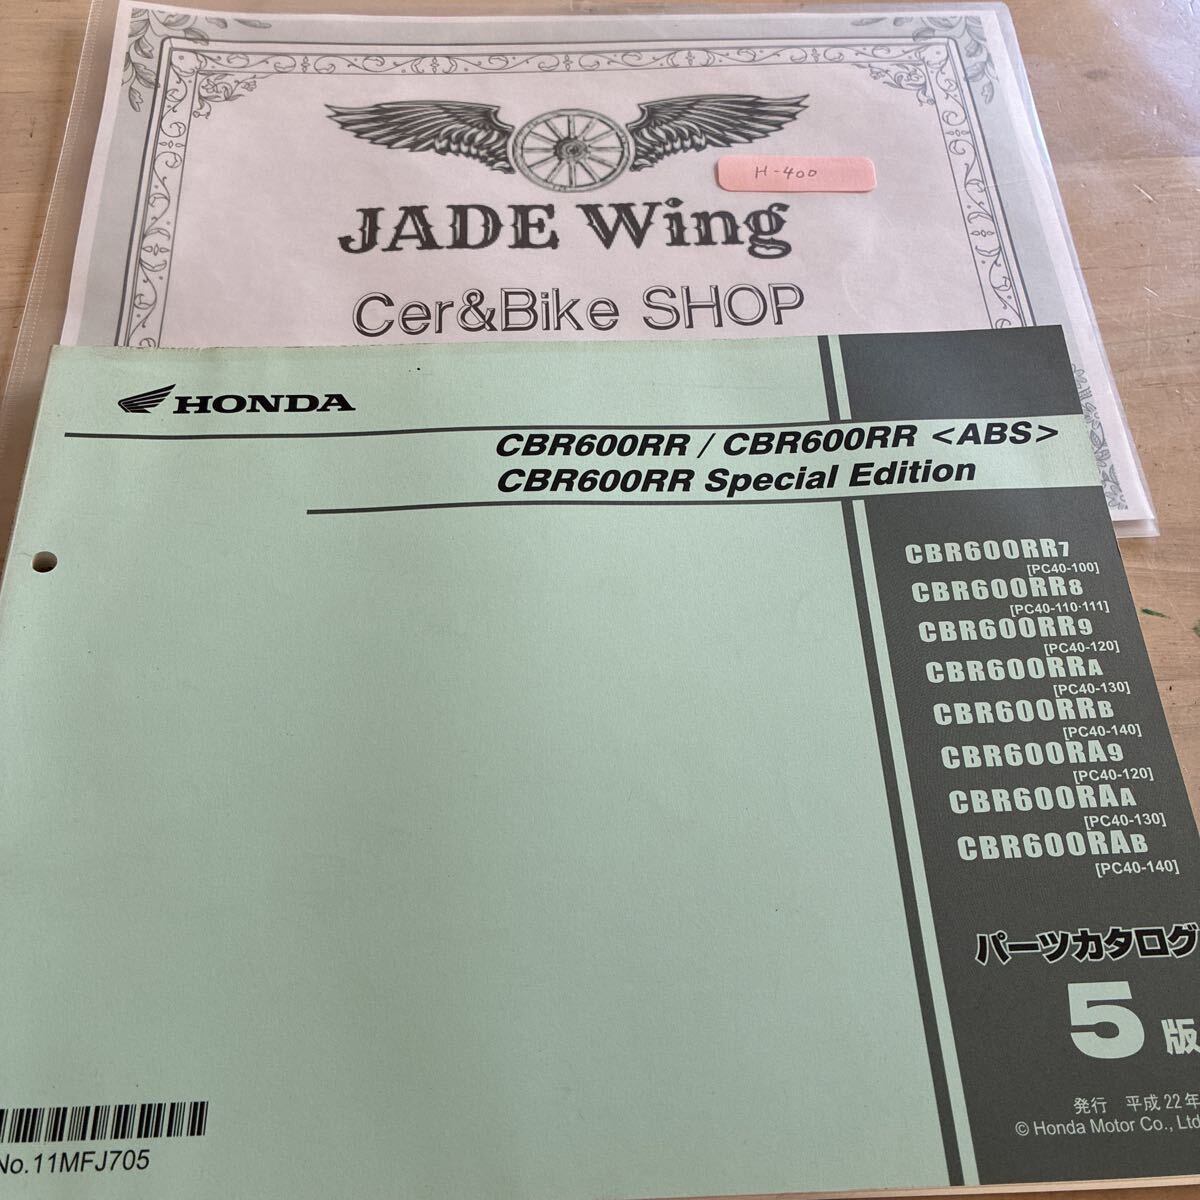 JADE Wing
H-400
Cer&Bike SHOP
HONDA
CBR600RR / CBR600RR <ABS>
CBR600RR Special Edition
CBR600RR7
[PC40-100]
CBR600RR8
[PC40-110·111]
CBR600RR9
[PC40-120]
CBR600RRA
[PC40-130]
CBR600RRB
[PC40-140]
CBR600RA9
[PC40-120]
CBR600RAA
[PC40-130]
CBR600RAB
[PC40-140]
パーツカタログ
5版
発行 平成22年
© Honda Motor Co., Ltd
No.11MFJ705